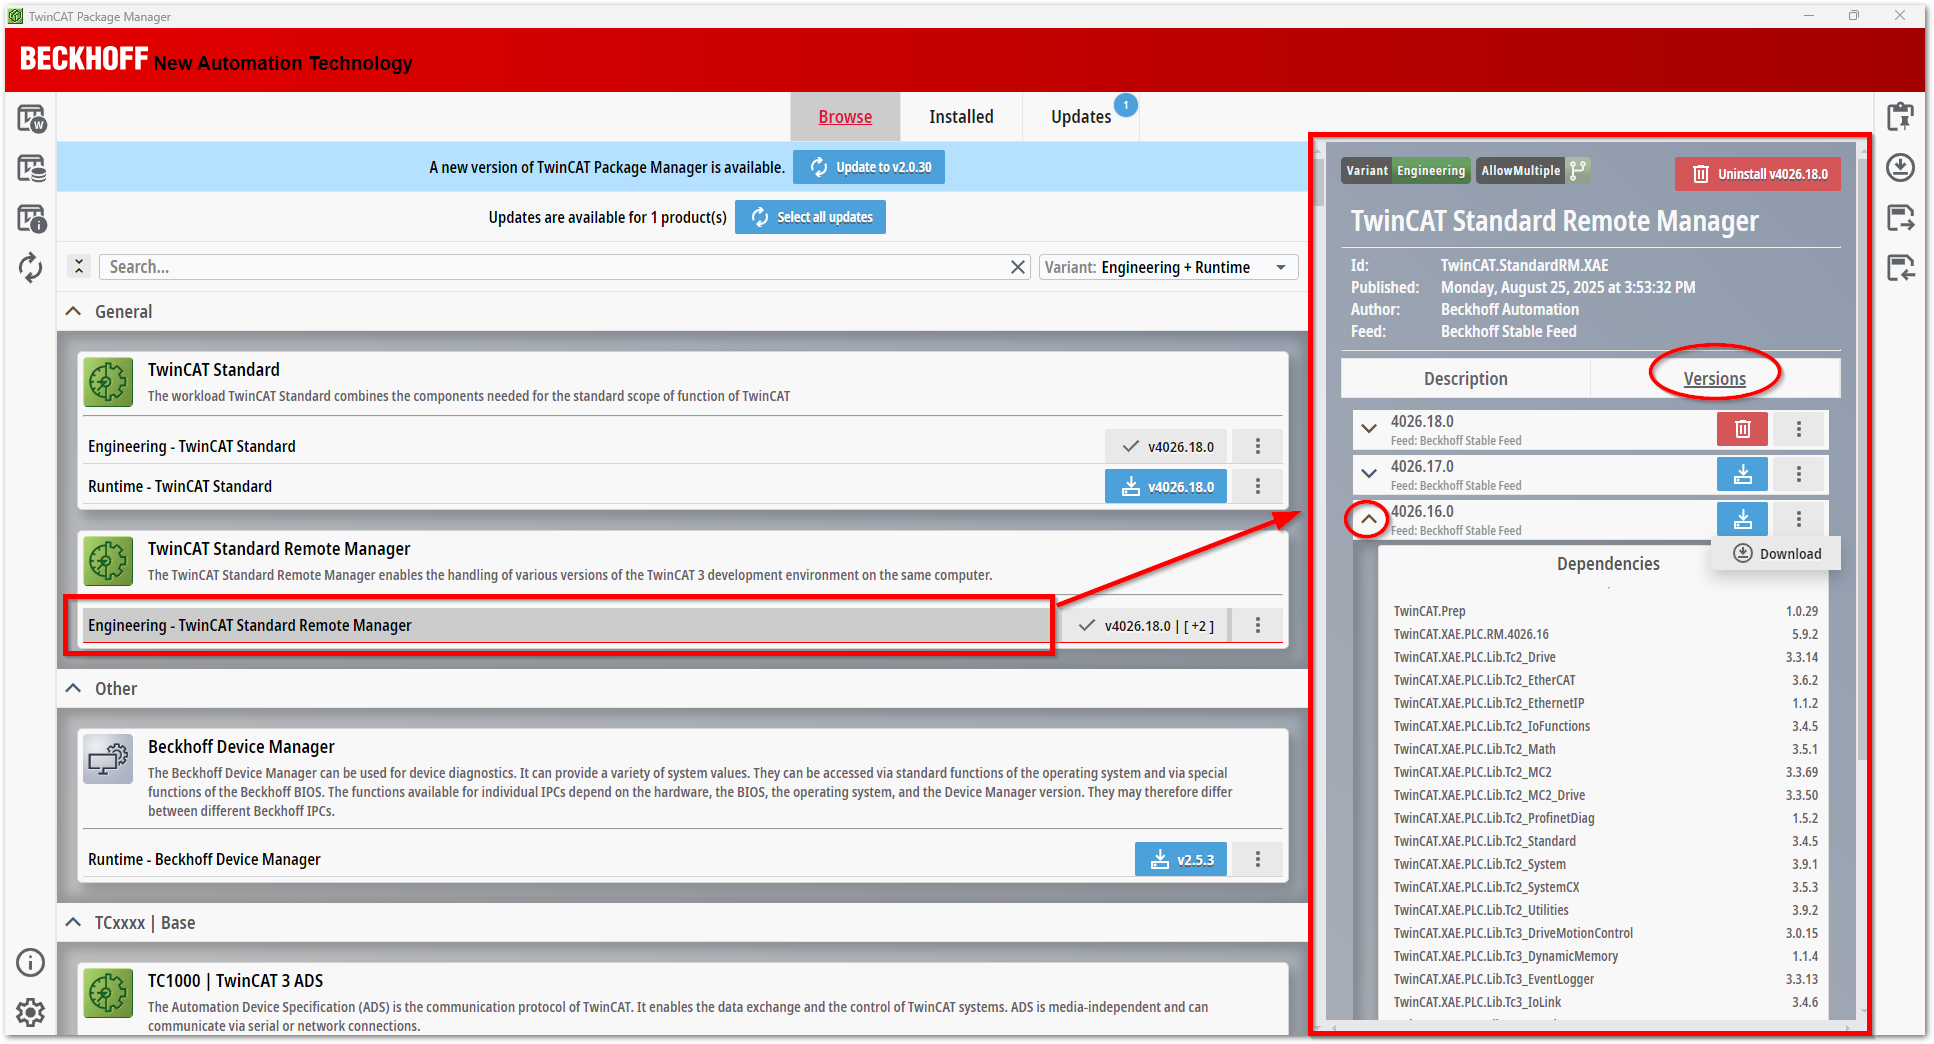 TwinCAT Package Manager
BECKHOFF New Automation Technology
Browse
Installed
Updates
1
A new version of TwinCAT Package Manager is available.
Update to v2.0.30
Updates are available for 1 product(s)
Select all updates
Search...
Variant: Engineering + Runtime
General
TwinCAT Standard
The workload TwinCAT Standard combines the components needed for the standard scope of function of TwinCAT
Engineering - TwinCAT Standard
v4026.18.0
Runtime - TwinCAT Standard
v4026.18.0
TwinCAT Standard Remote Manager
The TwinCAT Standard Remote Manager enables the handling of various versions of the TwinCAT 3 development environment on the same computer.
Engineering - TwinCAT Standard Remote Manager
v4026.18.0 | [ +2 ]
Other
Beckhoff Device Manager
The Beckhoff Device Manager can be used for device diagnostics. It can provide a variety of system values. They can be accessed via standard functions of the operating system and via special
functions of the Beckhoff BIOS. The functions available for individual IPCs depend on the hardware, the BIOS, the operating system, and the Device Manager version. They may therefore differ
between different Beckhoff IPCs.
Runtime - Beckhoff Device Manager
v2.5.3
TCxxxx | Base
TC1000 | TwinCAT 3 ADS
The Automation Device Specification (ADS) is the communication protocol of TwinCAT. It enables the data exchange and the control of TwinCAT systems. ADS is media-independent and can
communicate via serial or network connections.
Variant Engineering
AllowMultiple
Uninstall v4026.18.0
TwinCAT Standard Remote Manager
Id: TwinCAT.StandardRM.XAE
Published: Monday, August 25, 2025 at 3:53:32 PM
Author: Beckhoff Automation
Feed: Beckhoff Stable Feed
Description
Versions
4026.18.0
Feed: Beckhoff Stable Feed
4026.17.0
Feed: Beckhoff Stable Feed
4026.16.0
Feed: Beckhoff Stable Feed
Download
Dependencies
TwinCAT.Prep 1.0.29
TwinCAT.XAE.PLC.RM.4026.16 5.9.2
TwinCAT.XAE.PLC.Lib.Tc2_Drive 3.3.14
TwinCAT.XAE.PLC.Lib.Tc2_EtherCAT 3.6.2
TwinCAT.XAE.PLC.Lib.Tc2_EthernetIP 1.1.2
TwinCAT.XAE.PLC.Lib.Tc2_IoFunctions 3.4.5
TwinCAT.XAE.PLC.Lib.Tc2_Math 3.5.1
TwinCAT.XAE.PLC.Lib.Tc2_MC2 3.3.69
TwinCAT.XAE.PLC.Lib.Tc2_MC2_Drive 3.3.50
TwinCAT.XAE.PLC.Lib.Tc2_ProfinetDiag 1.5.2
TwinCAT.XAE.PLC.Lib.Tc2_Standard 3.4.5
TwinCAT.XAE.PLC.Lib.Tc2_System 3.9.1
TwinCAT.XAE.PLC.Lib.Tc2_SystemCX 3.5.3
TwinCAT.XAE.PLC.Lib.Tc2_Utilities 3.9.2
TwinCAT.XAE.PLC.Lib.Tc3_DriveMotionControl 3.0.15
TwinCAT.XAE.PLC.Lib.Tc3_DynamicMemory 1.1.4
TwinCAT.XAE.PLC.Lib.Tc3_EventLogger 3.3.13
TwinCAT.XAE.PLC.Lib.Tc3_IoLink 3.4.6